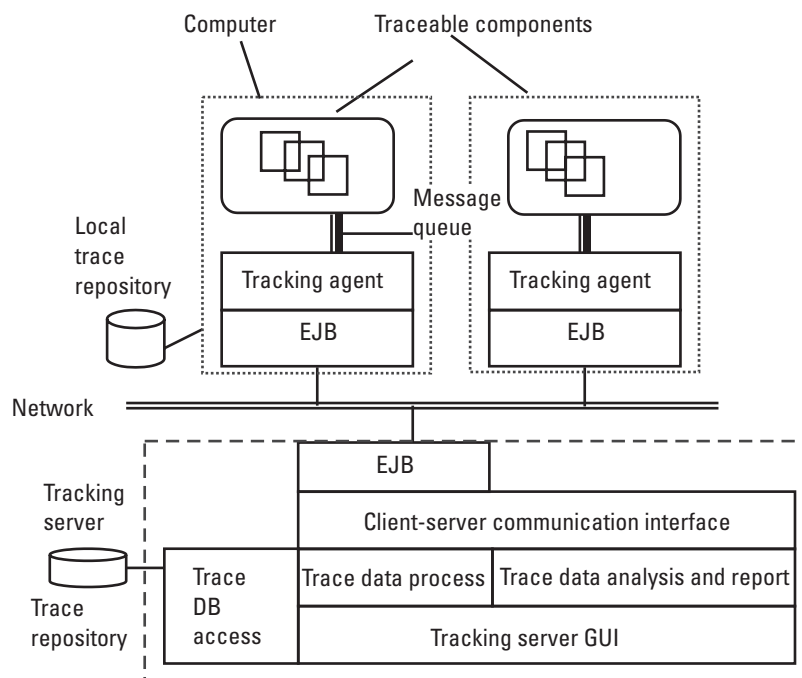 Computer
Traceable components
Message
queue
Local
trace
repository
Tracking agent
Tracking agent
EJB
EJB
Network
EJB
Tracking
server
Client-server communication interface
Trace
DB
access
Trace data process
Trace data analysis and report
Trace
repository
Tracking server GUI